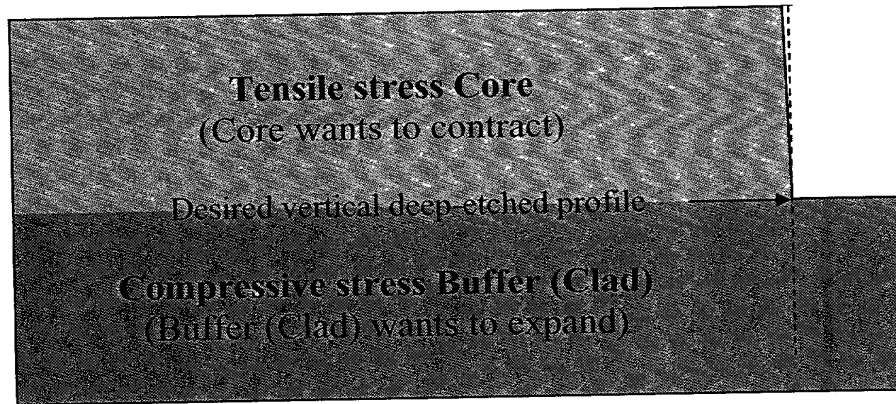 Tensile stress Core
(Core wants to contract)
Desired vertical deep-etched profile
Compressive stress Buffer (Clad)
(Buffer (Clad) wants to expand)